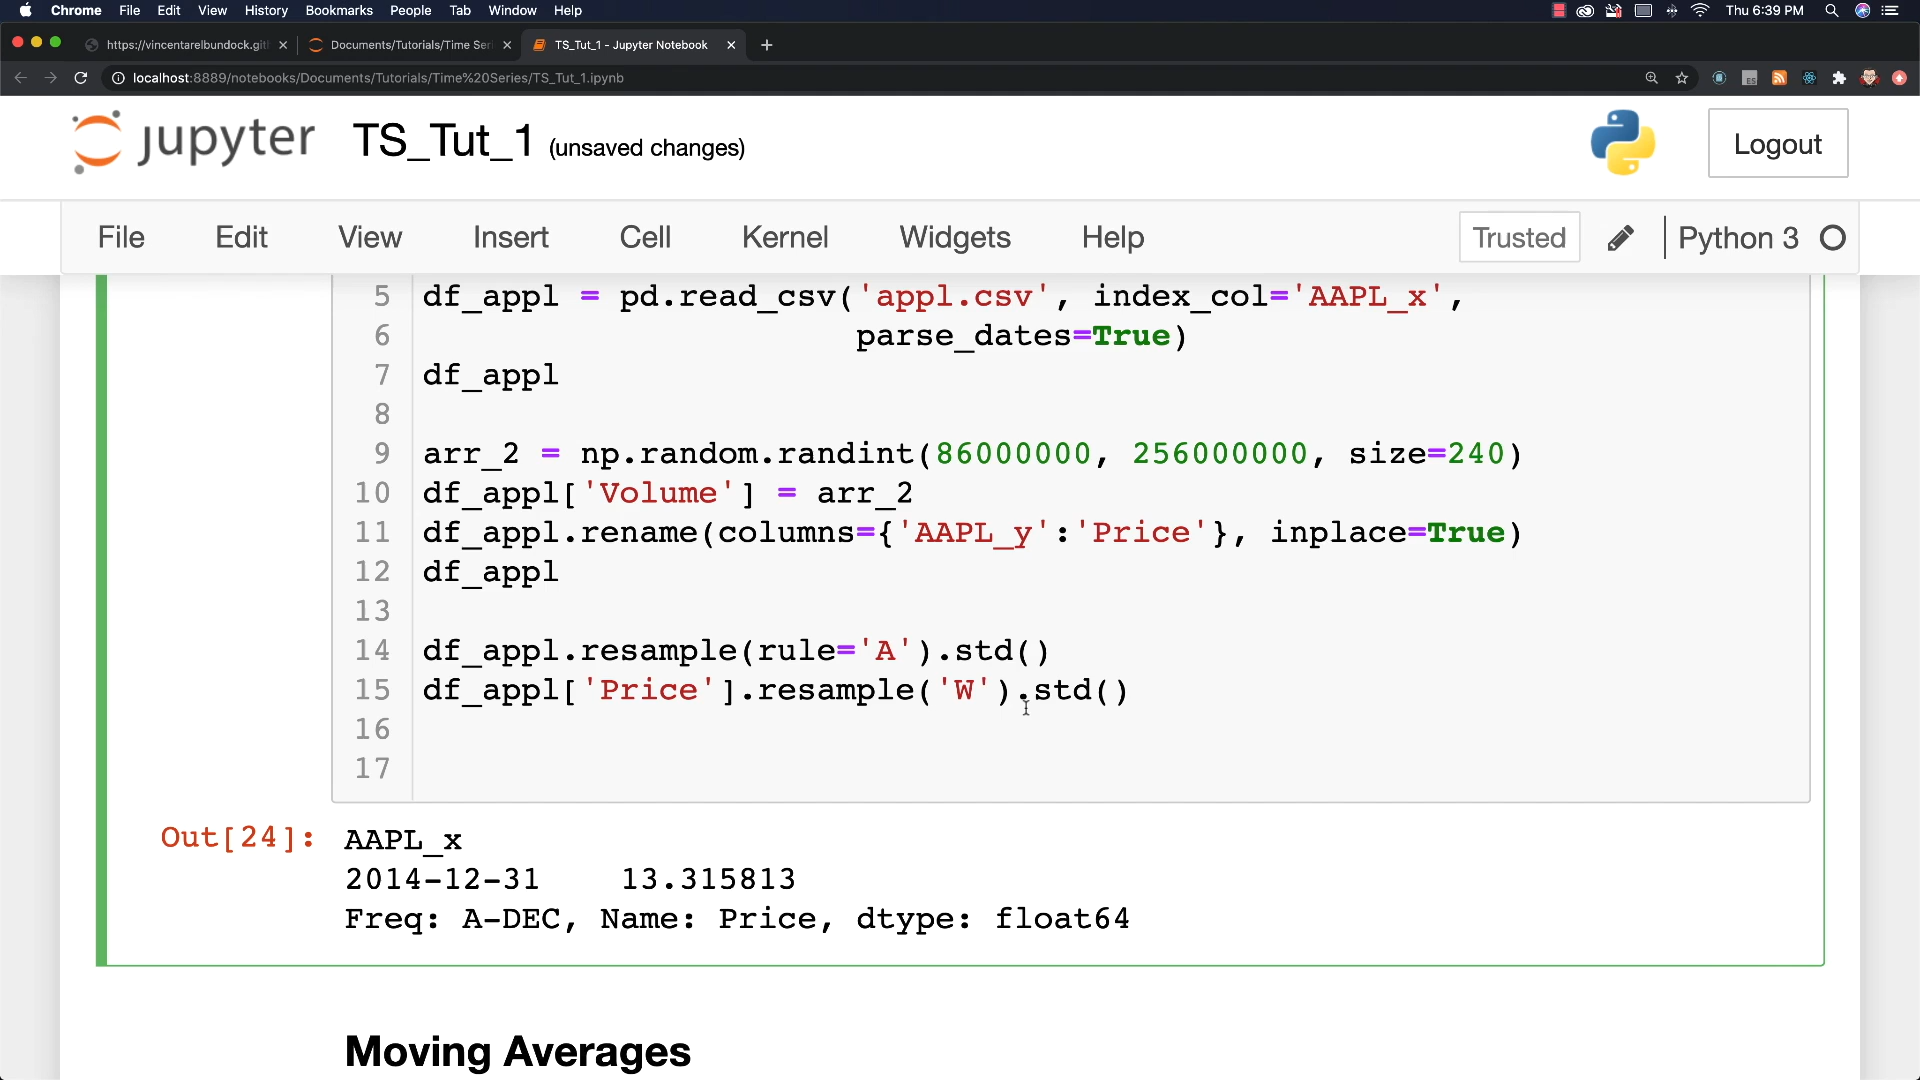 Chrome File Edit View History Bookmarks People Tab Window Help Thu 6:39 PM
https://vincentarelbundock.git Documents/Tutorials/Time Seri TS_Tut_1 - Jupyter Notebook
localhost:8889/notebooks/Documents/Tutorials/Time%20Series/TS_Tut_1.ipynb
jupyter TS_Tut_1 (unsaved changes) Logout
File Edit View Insert Cell Kernel Widgets Help Trusted Python 3
5 df_appl = pd.read_csv('appl.csv', index_col='AAPL_x',
6 parse_dates=True)
7 df_appl
8
9 arr_2 = np.random.randint(86000000, 256000000, size=240)
10 df_appl['Volume'] = arr_2
11 df_appl.rename(columns={'AAPL_y':'Price'}, inplace=True)
12 df_appl
13
14 df_appl.resample(rule='A').std()
15 df_appl['Price'].resample('W').std()
16
17
Out[24]: AAPL_x
2014-12-31 13.315813
Freq: A-DEC, Name: Price, dtype: float64
Moving Averages